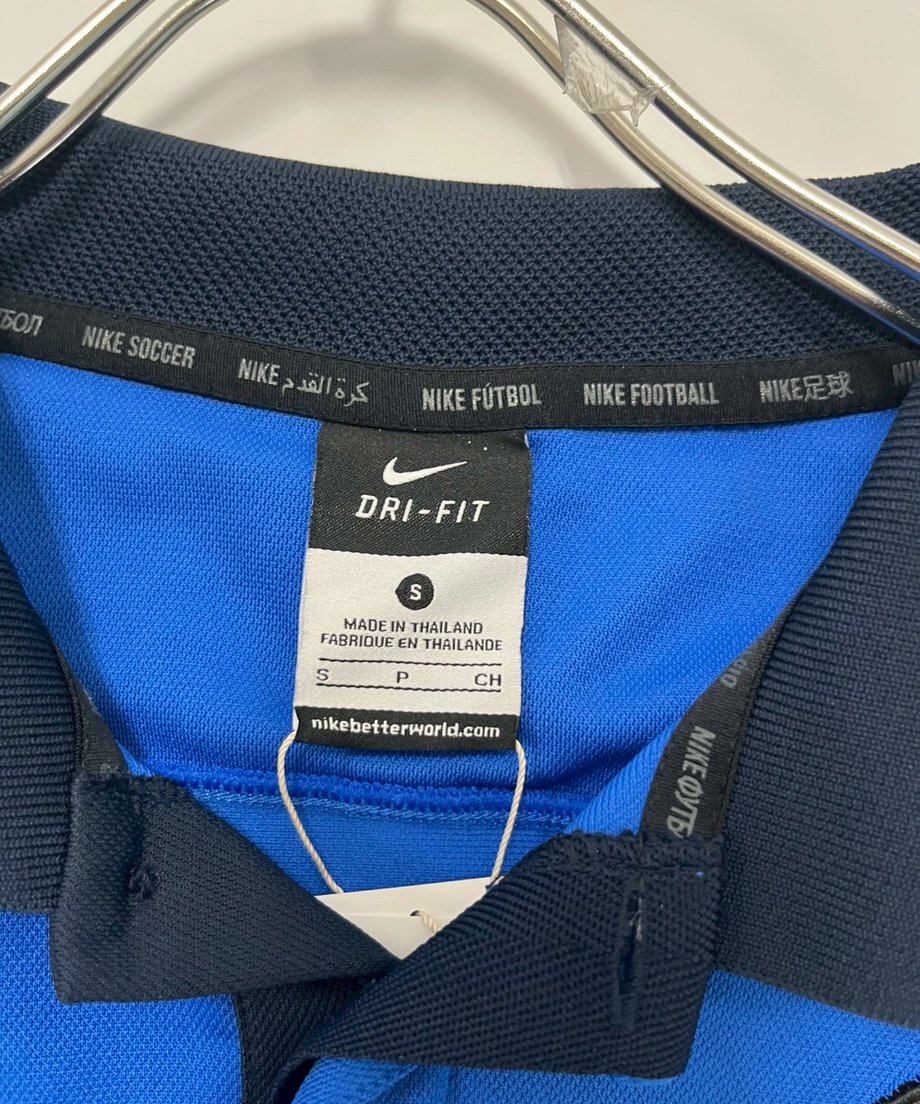 ТБОЛ NIKE SOCCER NIKE كرة القدم NIKE FÚTBOL NIKE FOOTBALL NIKE足球
DRI-FIT
S
MADE IN THAILAND
FABRIQUE EN THAILANDE
S P CH
nikebetterworld.com
NIKE ФУТБ